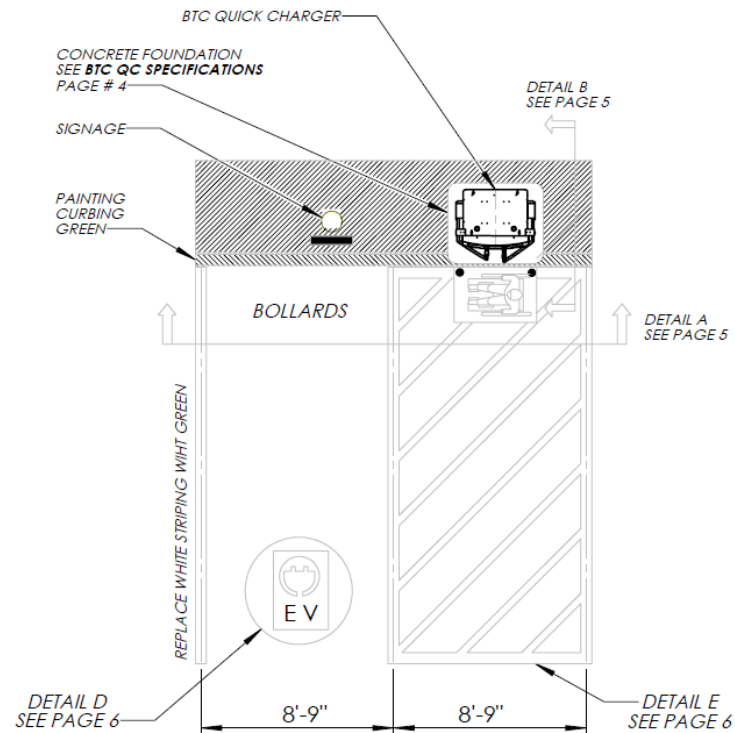 BTC QUICK CHARGER
CONCRETE FOUNDATION
SEE BTC QC SPECIFICATIONS
PAGE # 4
DETAIL B
SEE PAGE 5
SIGNAGE
PAINTING
CURBING
GREEN
BOLLARDS
DETAIL A
SEE PAGE 5
REPLACE WHITE STRIPING WIHT GREEN
E V
DETAIL D
SEE PAGE 6
8'-9"
8'-9"
DETAIL E
SEE PAGE 6